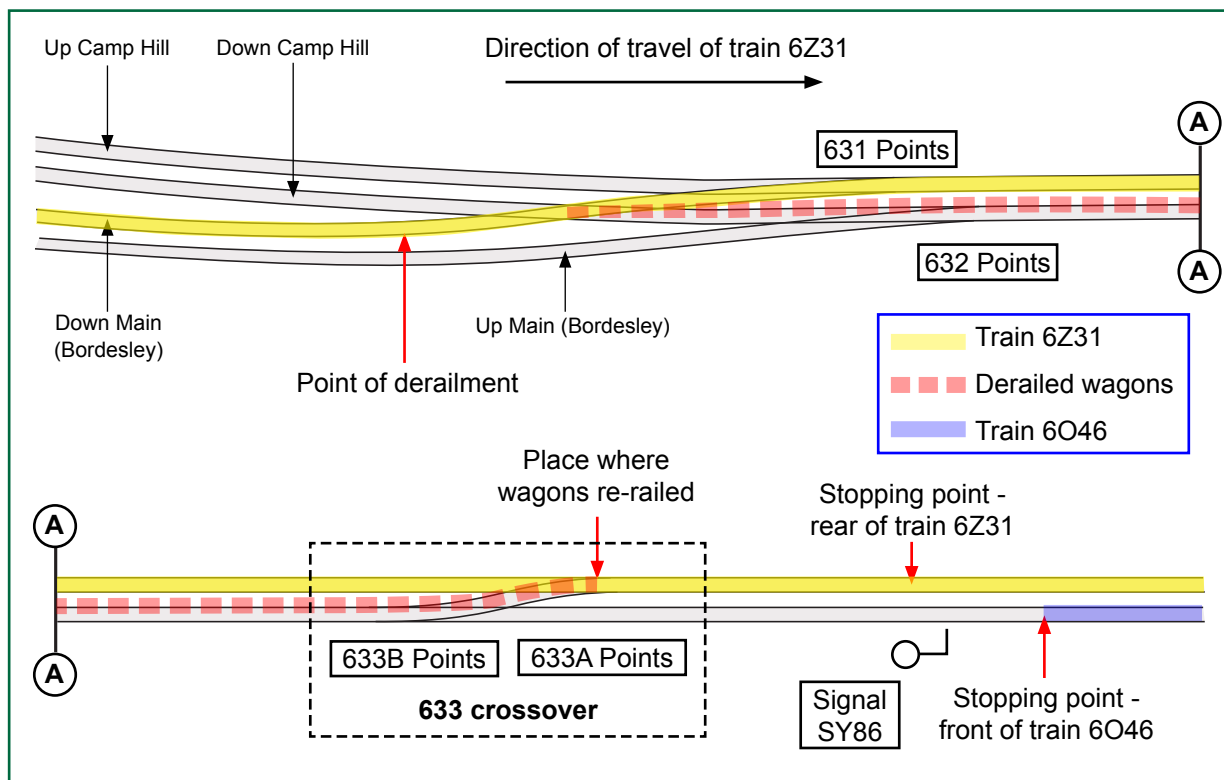 Up Camp Hill
Down Camp Hill
Direction of travel of train 6Z31
631 Points
A
A
632 Points
Down Main
(Bordesley)
Up Main (Bordesley)
Point of derailment
Train 6Z31
Derailed wagons
Train 6O46
Place where
wagons re-railed
Stopping point -
rear of train 6Z31
A
A
633B Points
633A Points
633 crossover
Signal
SY86
Stopping point -
front of train 6O46